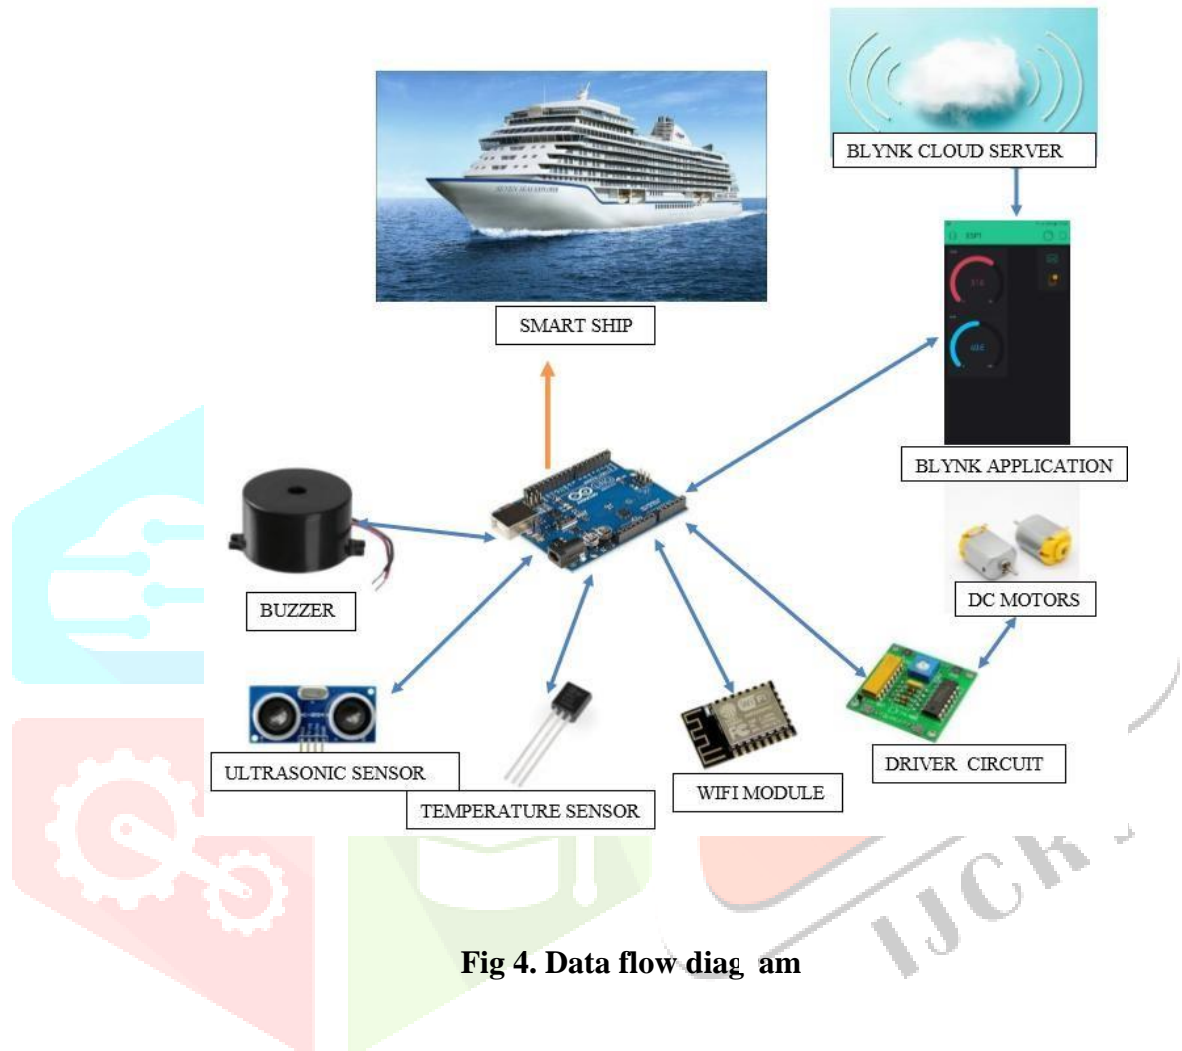 BLYNK CLOUD SERVER
SMART SHIP
BLYNK APPLICATION
BUZZER
DC MOTORS
ULTRASONIC SENSOR
DRIVER CIRCUIT
TEMPERATURE SENSOR
WIFI MODULE
IJCR
Fig 4. Data flow diag am